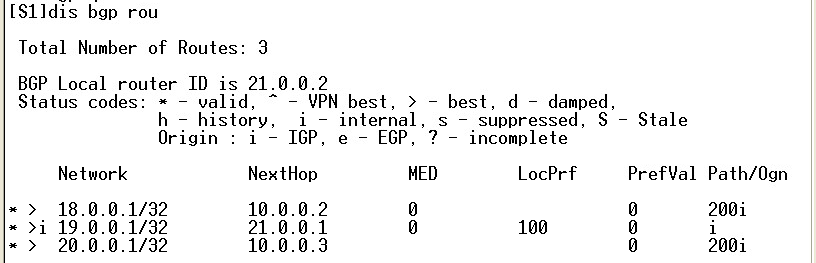 [S1]dis bgp rou
Total Number of Routes: 3
BGP Local router ID is 21.0.0.2
Status codes: * - valid, ^ - VPN best, > - best, d - damped,
h - history, i - internal, s - suppressed, S - Stale
Origin : i - IGP, e - EGP, ? - incomplete
Network NextHop MED LocPrf PrefVal Path/Ogn
* > 18.0.0.1/32 10.0.0.2 0 0 200i
* >i 19.0.0.1/32 21.0.0.1 0 100 0 i
* > 20.0.0.1/32 10.0.0.3 0 200i